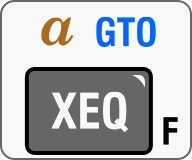 α GTO
XEQ F